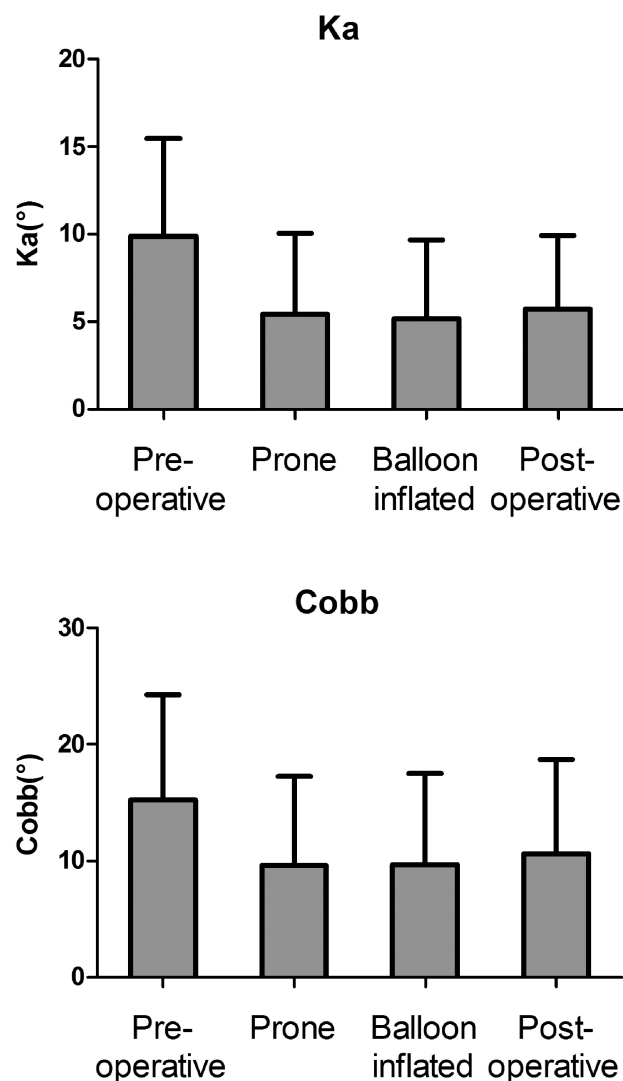 Ka
20
15
10
5
0
Ka(°)
Pre-
operative
Prone
Balloon
inflated
Post-
operative
Cobb
30
20
10
0
Cobb(°)
Pre-
operative
Prone
Balloon
inflated
Post-
operative